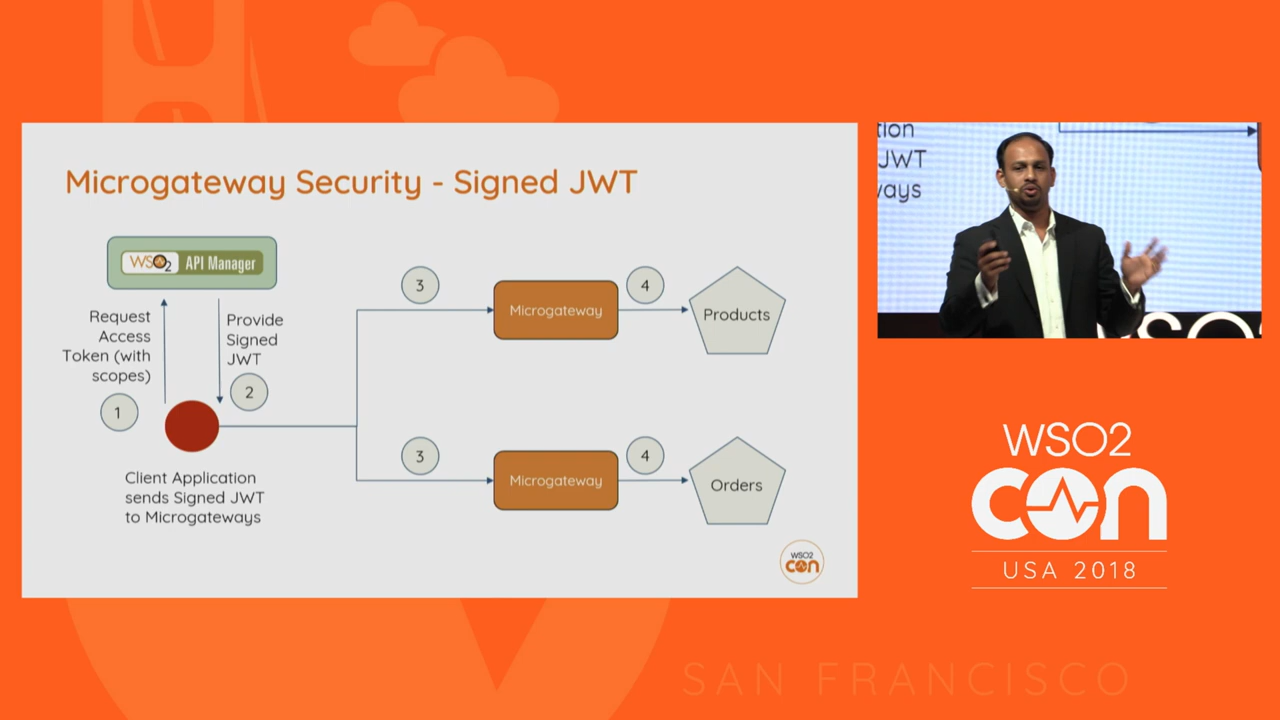 Microgateway Security - Signed JWT
WSO2 API Manager
Request
Access
Token (with
scopes)
1
Provide
Signed
JWT
2
Client Application
sends Signed JWT
to Microgateways
3
Microgateway
4
Products
3
Microgateway
4
Orders
WSO2
con
tion
JWT
ways
WSO2
WSO2
con
USA 2018
SAN FRANCISCO